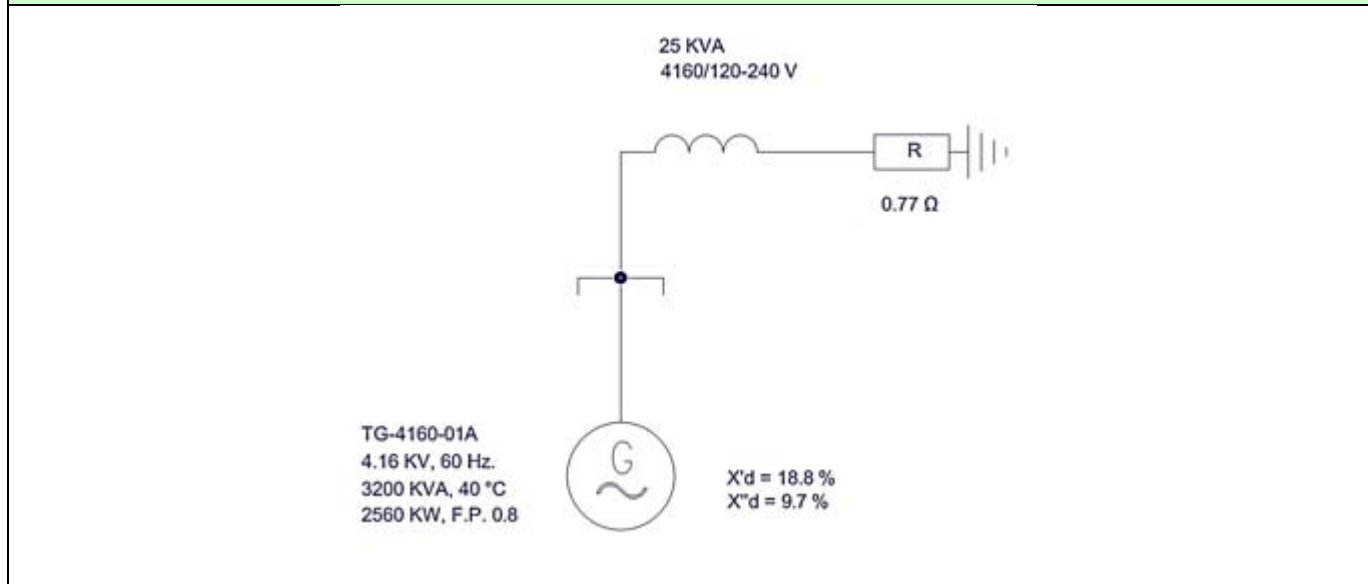 25 KVA
4160/120-240 V
R
0.77 Ω
TG-4160-01A
4.16 KV, 60 Hz.
3200 KVA, 40 °C
2560 KW, F.P. 0.8
G
X'd = 18.8 %
X"d = 9.7 %